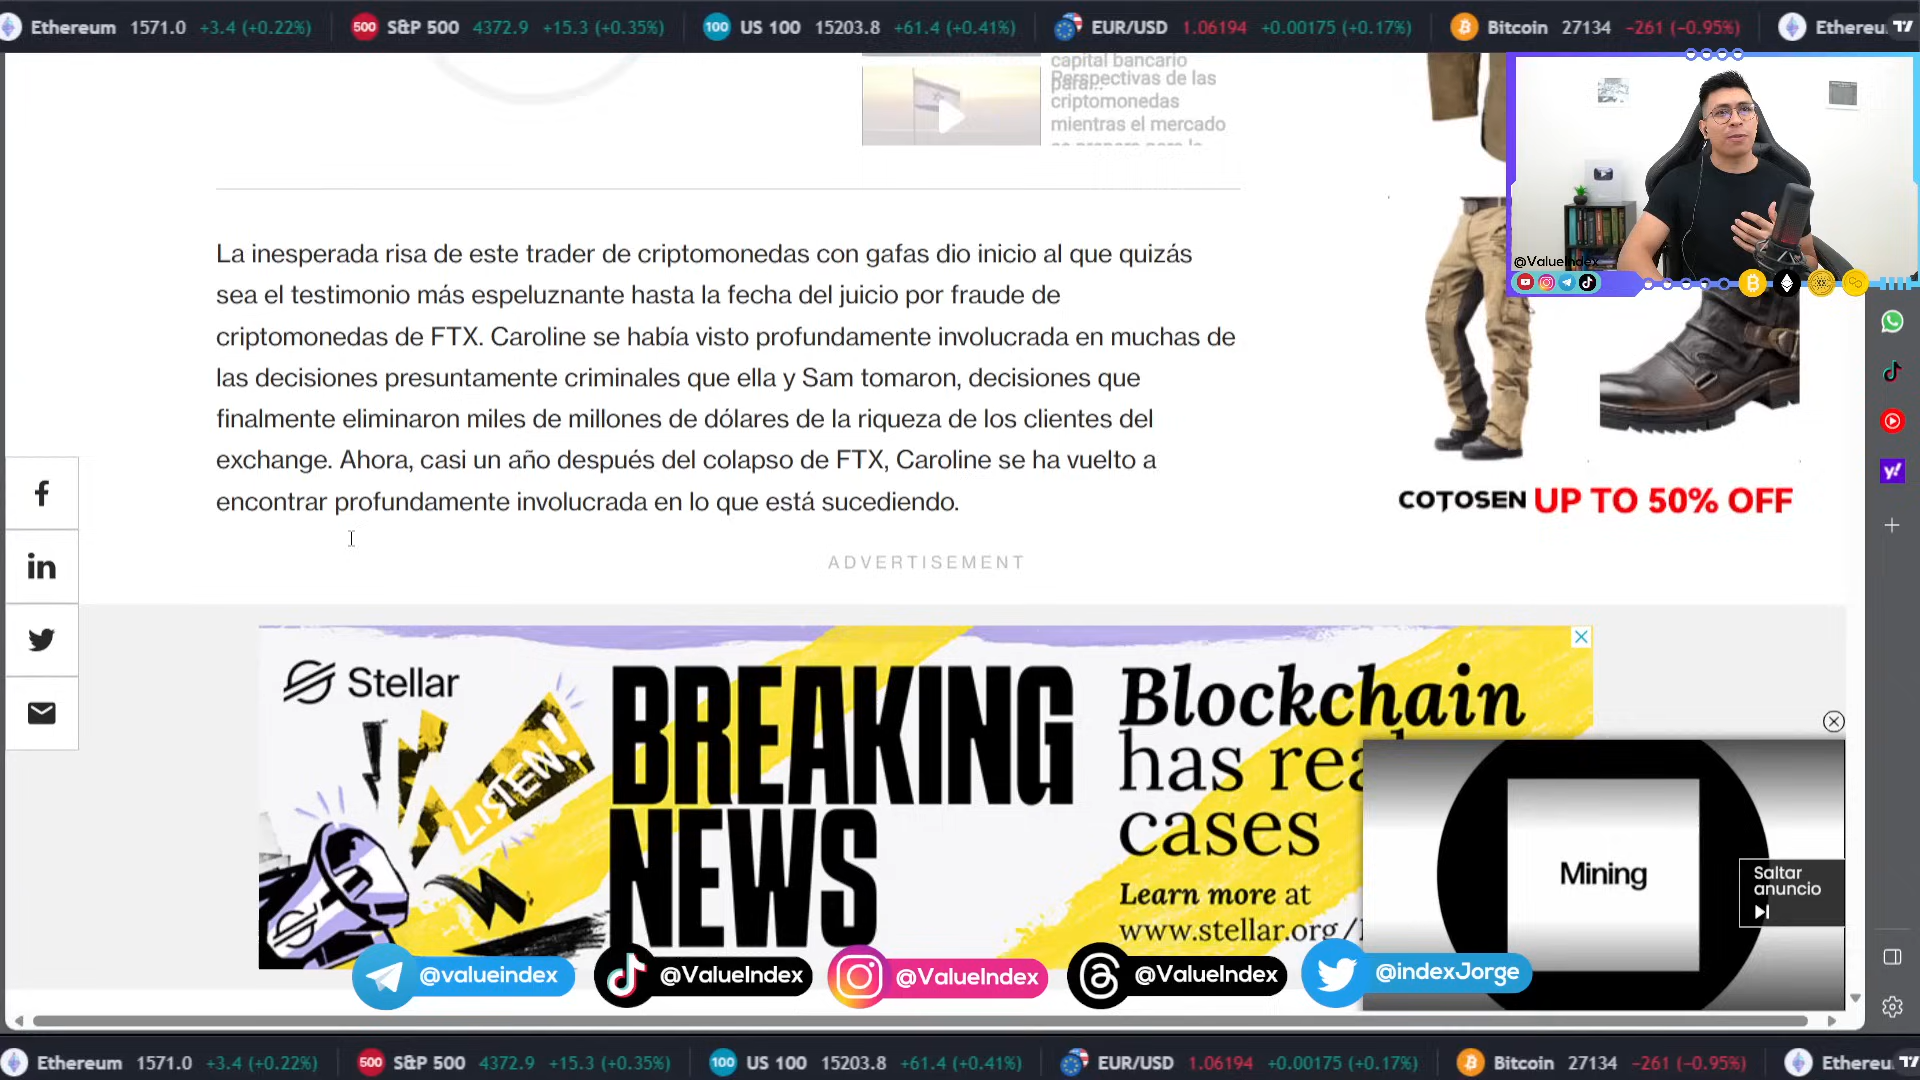 Ethereum 1571.0 +3.4 (+0.22%) 500 S&P 500 4372.9 +15.3 (+0.35%) 100 US 100 15203.8 +61.4 (+0.41%) EUR/USD 1.06194 +0.00175 (+0.17%) Bitcoin 27134 −261 (−0.95%) Ethereu
capital bancario
para...
Perspectivas de las
criptomonedas
mientras el mercado
@ValueIndex
La inesperada risa de este trader de criptomonedas con gafas dio inicio al que quizás
sea el testimonio más espeluznante hasta la fecha del juicio por fraude de
criptomonedas de FTX. Caroline se había visto profundamente involucrada en muchas de
las decisiones presuntamente criminales que ella y Sam tomaron, decisiones que
finalmente eliminaron miles de millones de dólares de la riqueza de los clientes del
exchange. Ahora, casi un año después del colapso de FTX, Caroline se ha vuelto a
encontrar profundamente involucrada en lo que está sucediendo.
COTOSEN UP TO 50% OFF
ADVERTISEMENT
Stellar
LISTEN!
BREAKING
NEWS
Blockchain
has rea
cases
Learn more at
www.stellar.org/
Mining
Saltar
anuncio
@valueindex @ValueIndex @ValueIndex @ValueIndex @indexJorge
Ethereum 1571.0 +3.4 (+0.22%) 500 S&P 500 4372.9 +15.3 (+0.35%) 100 US 100 15203.8 +61.4 (+0.41%) EUR/USD 1.06194 +0.00175 (+0.17%) Bitcoin 27134 −261 (−0.95%) Ethereu